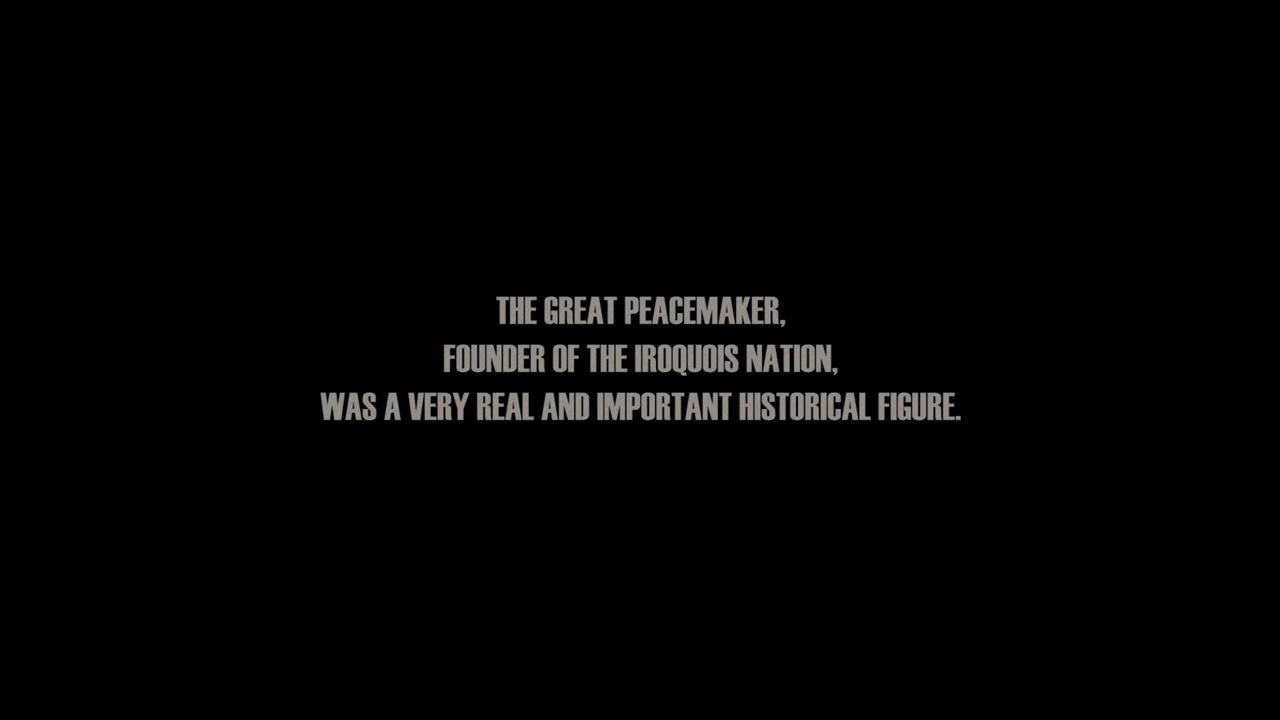 THE GREAT PEACEMAKER,
FOUNDER OF THE IROQUOIS NATION,
WAS A VERY REAL AND IMPORTANT HISTORICAL FIGURE.